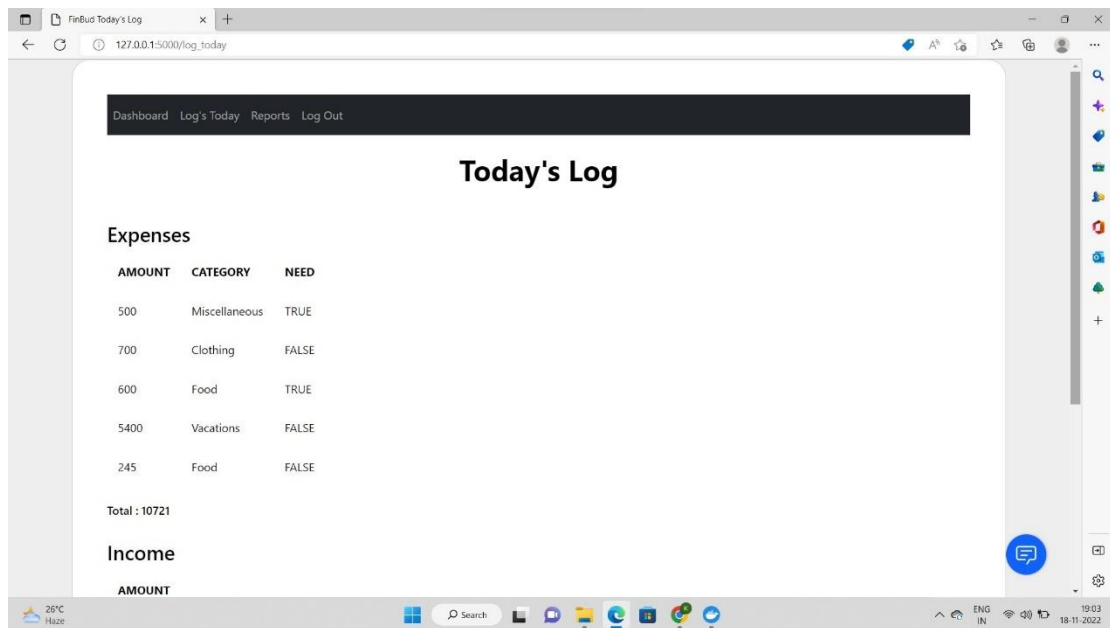 FinBud Today's Log
127.0.0.1:5000/log_today
Dashboard Log's Today Reports Log Out
Today's Log
Expenses
AMOUNT CATEGORY NEED
500 Miscellaneous TRUE
700 Clothing FALSE
600 Food TRUE
5400 Vacations FALSE
245 Food FALSE
Total : 10721
Income
AMOUNT
26°C
Haze
Search
ENG
IN
19:03
18-11-2022